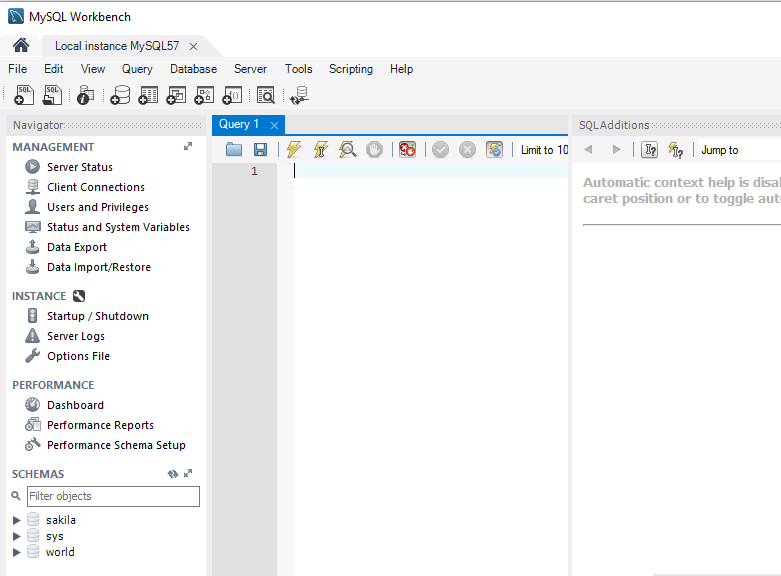 MySQL Workbench
Local instance MySQL57
File Edit View Query Database Server Tools Scripting Help
SQL SQL
Navigator
MANAGEMENT
Server Status
Client Connections
Users and Privileges
Status and System Variables
Data Export
Data Import/Restore
INSTANCE
Startup / Shutdown
Server Logs
Options File
PERFORMANCE
Dashboard
Performance Reports
Performance Schema Setup
SCHEMAS
Filter objects
sakila
sys
world
Query 1
Limit to 10
1
SQLAdditions
Jump to
Automatic context help is disa
caret position or to toggle aut